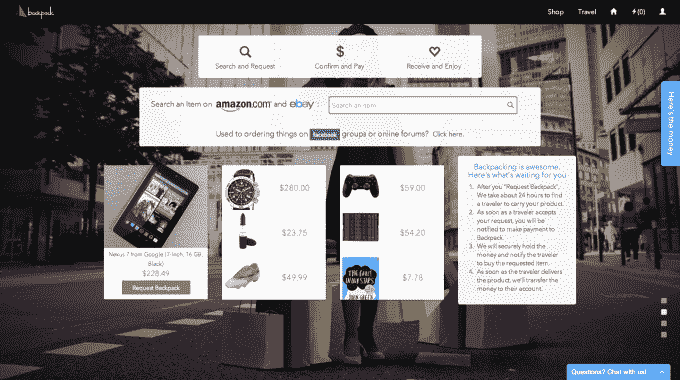 backpack
Shop Travel (0)
Search and Request
Confirm and Pay
Receive and Enjoy
Search an Item on amazon.com and ebay :
Search an item
Used to ordering things on facebook groups or online forums? Click here.
Here's the money
Nexus 7 from Google (7 Inch, 16 GB,
Black)
$228.49
Request Backpack
$280.00
$23.75
$49.99
$59.00
$54.20
$7.78
THE FAULT
IN OUR STARS
JOHN GREEN
Backpacking is awesome.
Here's what's waiting for you
1. After you "Request Backpack",
We take about 24 hours to find
a traveler to carry your product.
2. As soon as a traveler accepts
your request, you will be
notified to make payment to
Backpack.
3. We will securely hold the
money and notify the traveler
to buy the requested item.
4. As soon as the traveler delivers
the product, we'll transfer the
money to their account.
Questions? Chat with us!